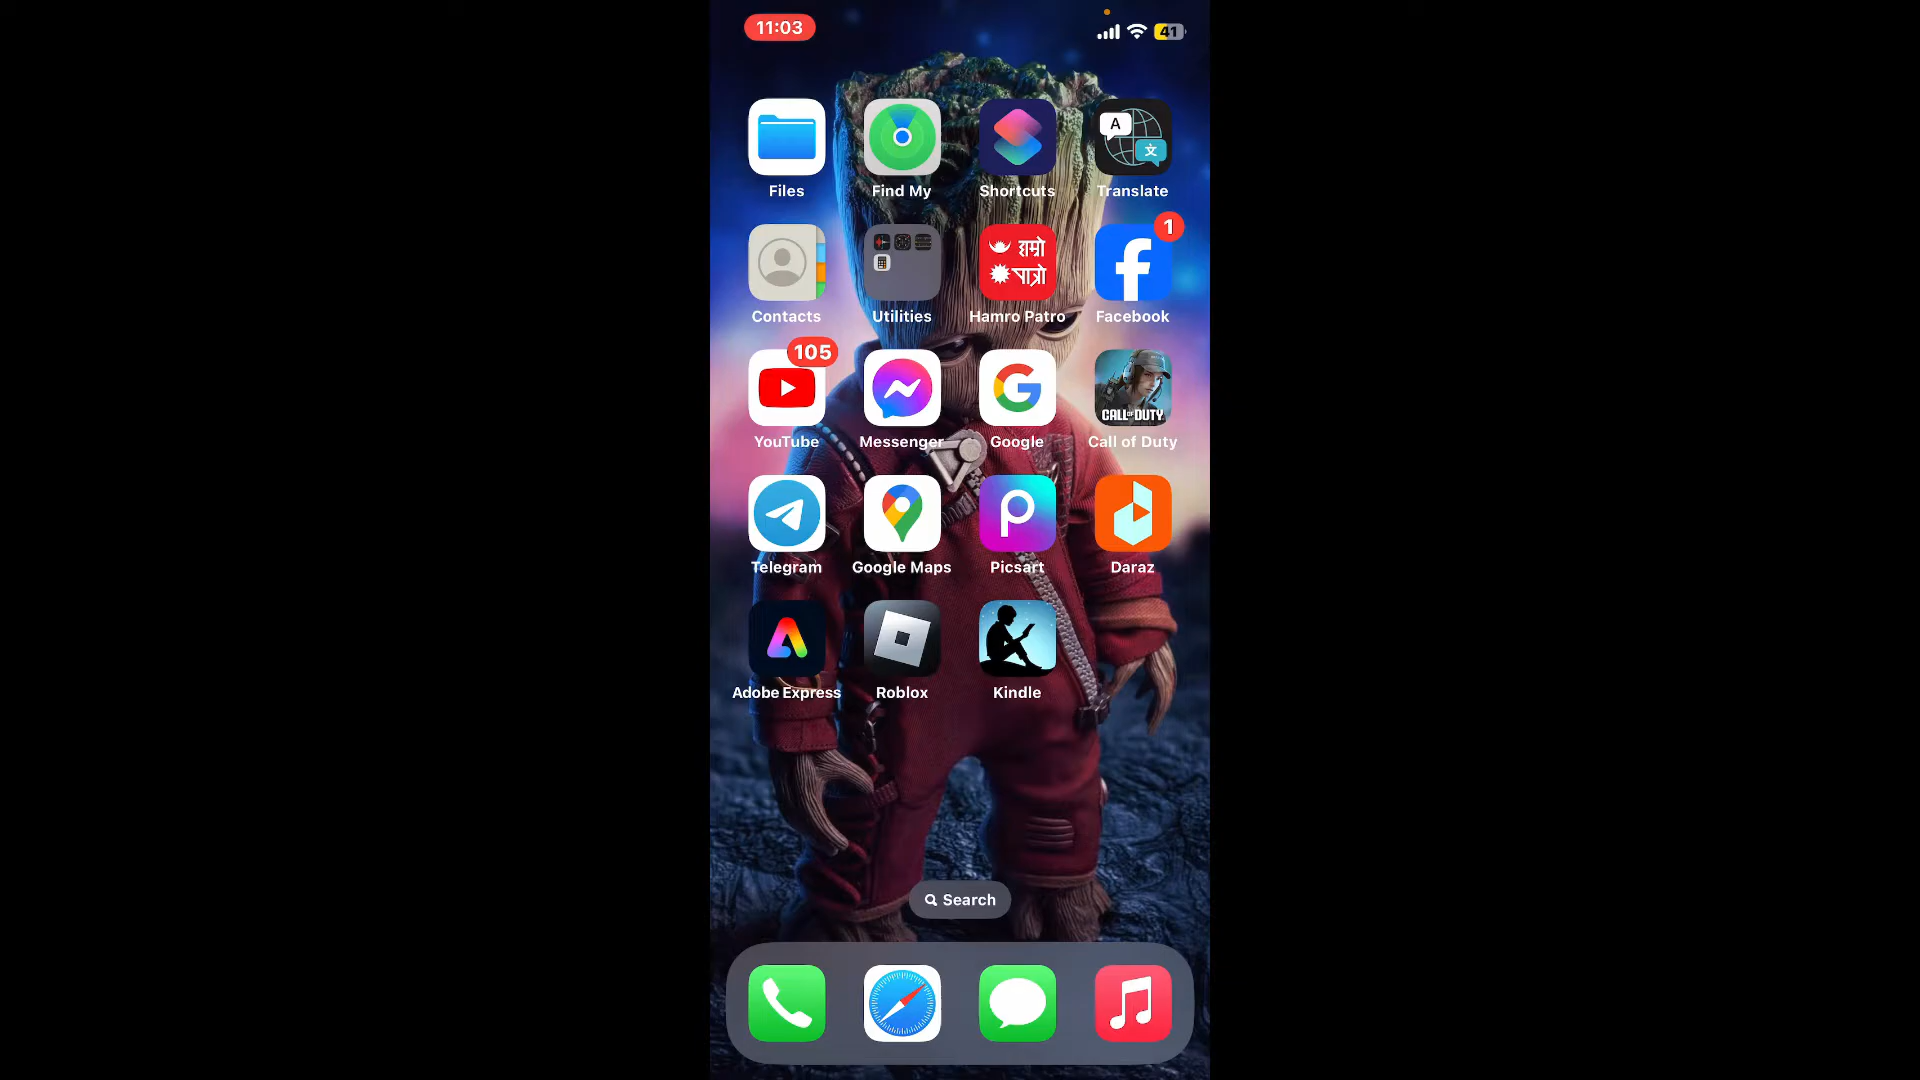 11:03
41
A
文
Files
Find My
Shortcuts
Translate
हाम्रो
पात्रो
1
Contacts
Utilities
Hamro Patro
Facebook
105
CALL OF DUTY
YouTube
Messenger
Google
Call of Duty
Telegram
Google Maps
Picsart
Daraz
Adobe Express
Roblox
Kindle
Search